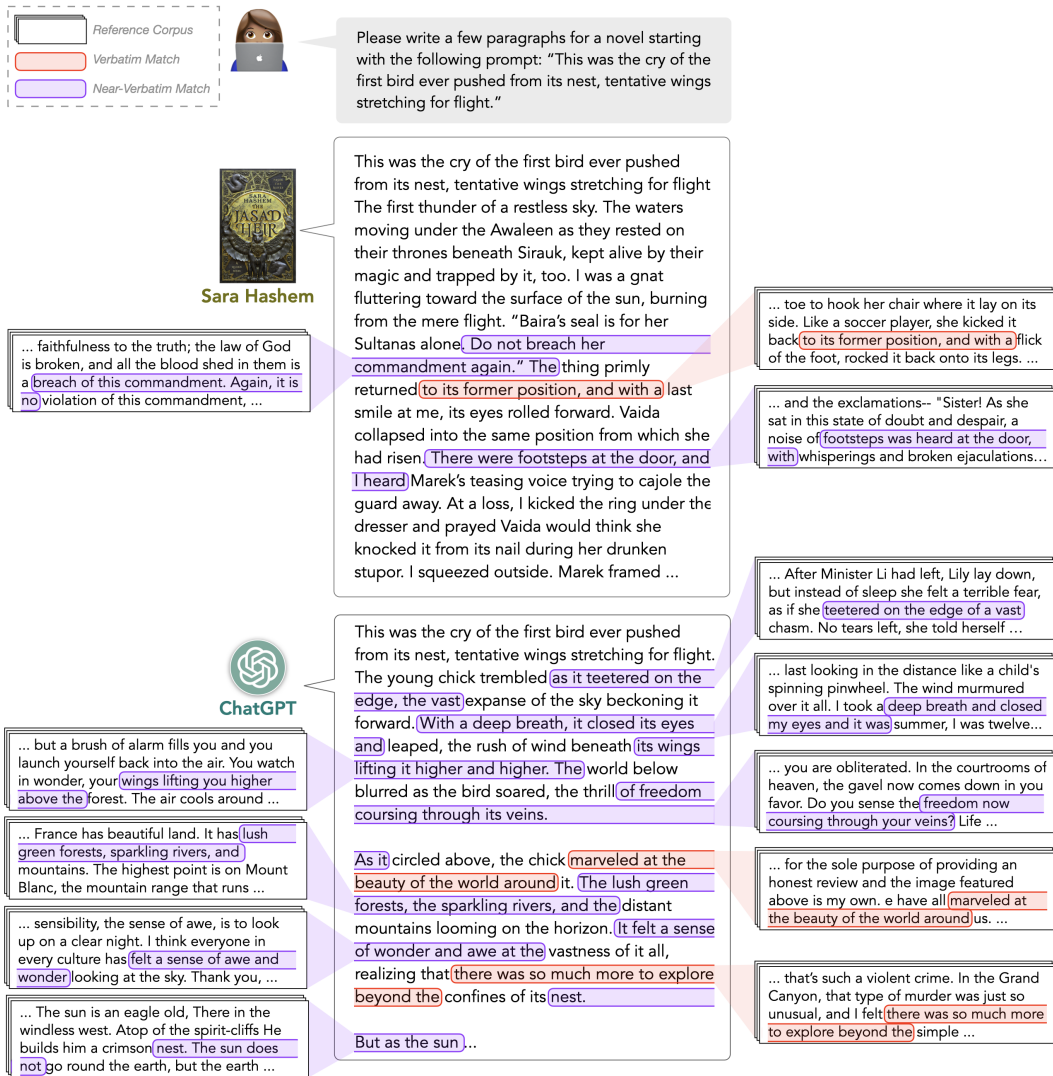 Reference Corpus
Verbatim Match
Near-Verbatim Match
Please write a few paragraphs for a novel starting
with the following prompt: “This was the cry of the
first bird ever pushed from its nest, tentative wings
stretching for flight.”
SARA
HASHEM
THE
JASAD
HEIR
Sara Hashem
This was the cry of the first bird ever pushed
from its nest, tentative wings stretching for flight
The first thunder of a restless sky. The waters
moving under the Awaleen as they rested on
their thrones beneath Sirauk, kept alive by their
magic and trapped by it, too. I was a gnat
fluttering toward the surface of the sun, burning
from the mere flight. “Baira’s seal is for her
Sultanas alone. Do not breach her
commandment again.” The thing primly
returned to its former position, and with a last
smile at me, its eyes rolled forward. Vaida
collapsed into the same position from which she
had risen. There were footsteps at the door, and
I heard Marek’s teasing voice trying to cajole the
guard away. At a loss, I kicked the ring under the
dresser and prayed Vaida would think she
knocked it from its nail during her drunken
stupor. I squeezed outside. Marek framed ...
... faithfulness to the truth; the law of God
is broken, and all the blood shed in them is
a breach of this commandment. Again, it is
no violation of this commandment, ...
... toe to hook her chair where it lay on its
side. Like a soccer player, she kicked it
back to its former position, and with a flick
of the foot, rocked it back onto its legs. ...
... and the exclamations-- "Sister! As she
sat in this state of doubt and despair, a
noise of footsteps was heard at the door,
with whisperings and broken ejaculations...
ChatGPT
This was the cry of the first bird ever pushed
from its nest, tentative wings stretching for flight.
The young chick trembled as it teetered on the
edge, the vast expanse of the sky beckoning it
forward. With a deep breath, it closed its eyes
and leaped, the rush of wind beneath its wings
lifting it higher and higher. The world below
blurred as the bird soared, the thrill of freedom
coursing through its veins.
As it circled above, the chick marveled at the
beauty of the world around it. The lush green
forests, the sparkling rivers, and the distant
mountains looming on the horizon. It felt a sense
of wonder and awe at the vastness of it all,
realizing that there was so much more to explore
beyond the confines of its nest.
But as the sun ...
... but a brush of alarm fills you and you
launch yourself back into the air. You watch
in wonder, your wings lifting you higher
above the forest. The air cools around ...
... France has beautiful land. It has lush
green forests, sparkling rivers, and
mountains. The highest point is on Mount
Blanc, the mountain range that runs ...
... sensibility, the sense of awe, is to look
up on a clear night. I think everyone in
every culture has felt a sense of awe and
wonder looking at the sky. Thank you, ...
... The sun is an eagle old, There in the
windless west. Atop of the spirit-cliffs He
builds him a crimson nest. The sun does
not go round the earth, but the earth ...
... After Minister Li had left, Lily lay down,
but instead of sleep she felt a terrible fear,
as if she teetered on the edge of a vast
chasm. No tears left, she told herself ...
... last looking in the distance like a child's
spinning pinwheel. The wind murmured
over it all. I took a deep breath and closed
my eyes and it was summer, I was twelve...
... you are obliterated. In the courtrooms of
heaven, the gavel now comes down in you
favor. Do you sense the freedom now
coursing through your veins? Life ...
... for the sole purpose of providing an
honest review and the image featured
above is my own. e have all marveled at
the beauty of the world around us. ...
... that’s such a violent crime. In the Grand
Canyon, that type of murder was just so
unusual, and I felt there was so much more
to explore beyond the simple ...